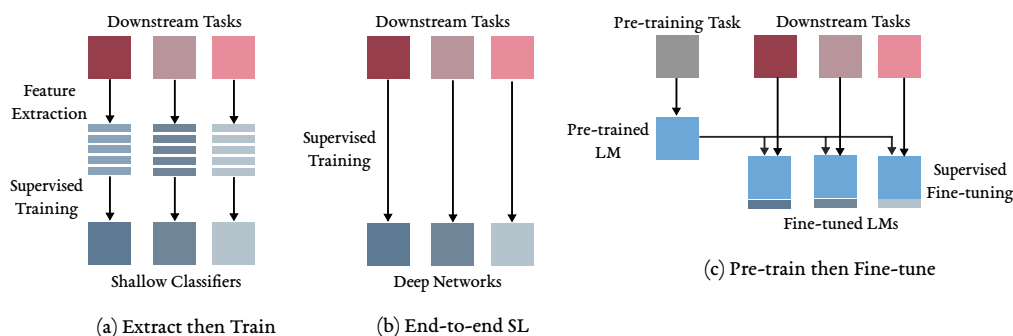 Downstream Tasks
Feature
Extraction
Supervised
Training
Shallow Classifiers
(a) Extract then Train
Downstream Tasks
Supervised
Training
Deep Networks
(b) End-to-end SL
Pre-training Task
Downstream Tasks
Pre-trained
LM
Supervised
Fine-tuning
Fine-tuned LMs
(c) Pre-train then Fine-tune